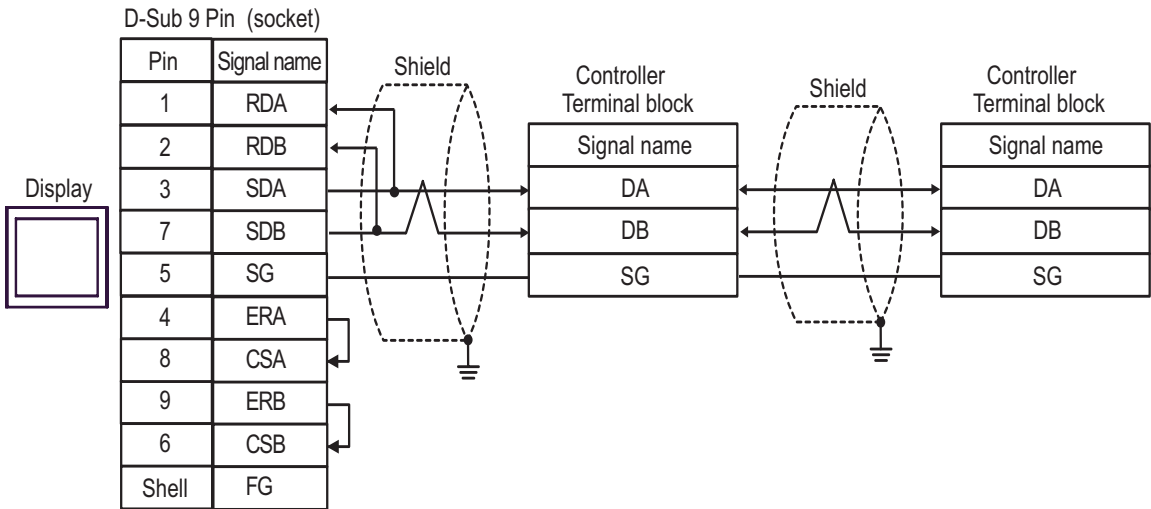 D-Sub 9 Pin (socket)
Pin Signal name
1 RDA
2 RDB
3 SDA
7 SDB
5 SG
4 ERA
8 CSA
9 ERB
6 CSB
Shell FG
Display
Shield
Controller
Terminal block
Signal name
DA
DB
SG
Shield
Controller
Terminal block
Signal name
DA
DB
SG